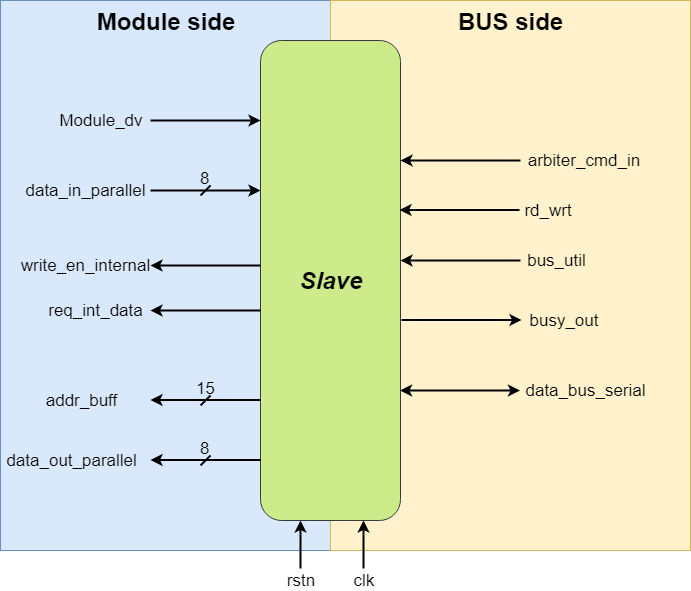 Module side
BUS side
Module_dv
arbiter_cmd_in
8
data_in_parallel
rd_wrt
write_en_internal
bus_util
Slave
req_int_data
busy_out
15
addr_buff
data_bus_serial
8
data_out_parallel
rstn
clk